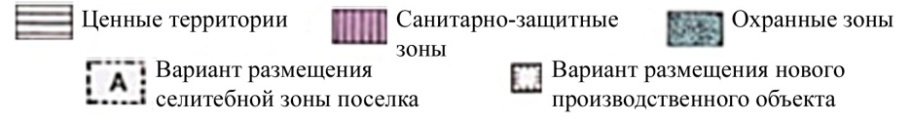 Ценные территории Санитарно-защитные зоны Охранные зоны
А Вариант размещения селитебной зоны поселка Вариант размещения нового производственного объекта